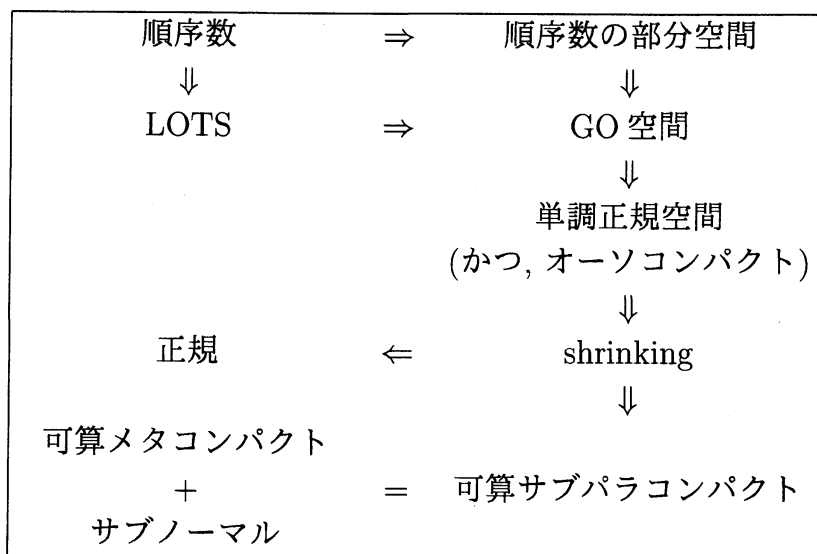 順序数 ⇒ 順序数の部分空間
⇓ ⇓
LOTS ⇒ GO 空間
⇓
単調正規空間
(かつ, オーソコンパクト)
⇓
正規 ⇐ shrinking
⇓
可算メタコンパクト
+ = 可算サブパラコンパクト
サブノーマル